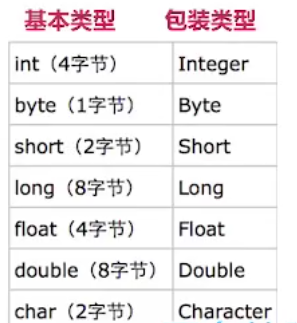 基本类型 包装类型
int（4字节） Integer
byte（1字节） Byte
short（2字节） Short
long（8字节） Long
float（4字节） Float
double（8字节） Double
char（2字节） Character